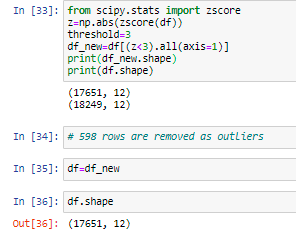 In [33]: from scipy.stats import zscore
z=np.abs(zscore(df))
threshold=3
df_new=df[(z<3).all(axis=1)]
print(df_new.shape)
print(df.shape)
(17651, 12)
(18249, 12)
In [34]: # 598 rows are removed as outliers
In [35]: df=df_new
In [36]: df.shape
Out[36]: (17651, 12)